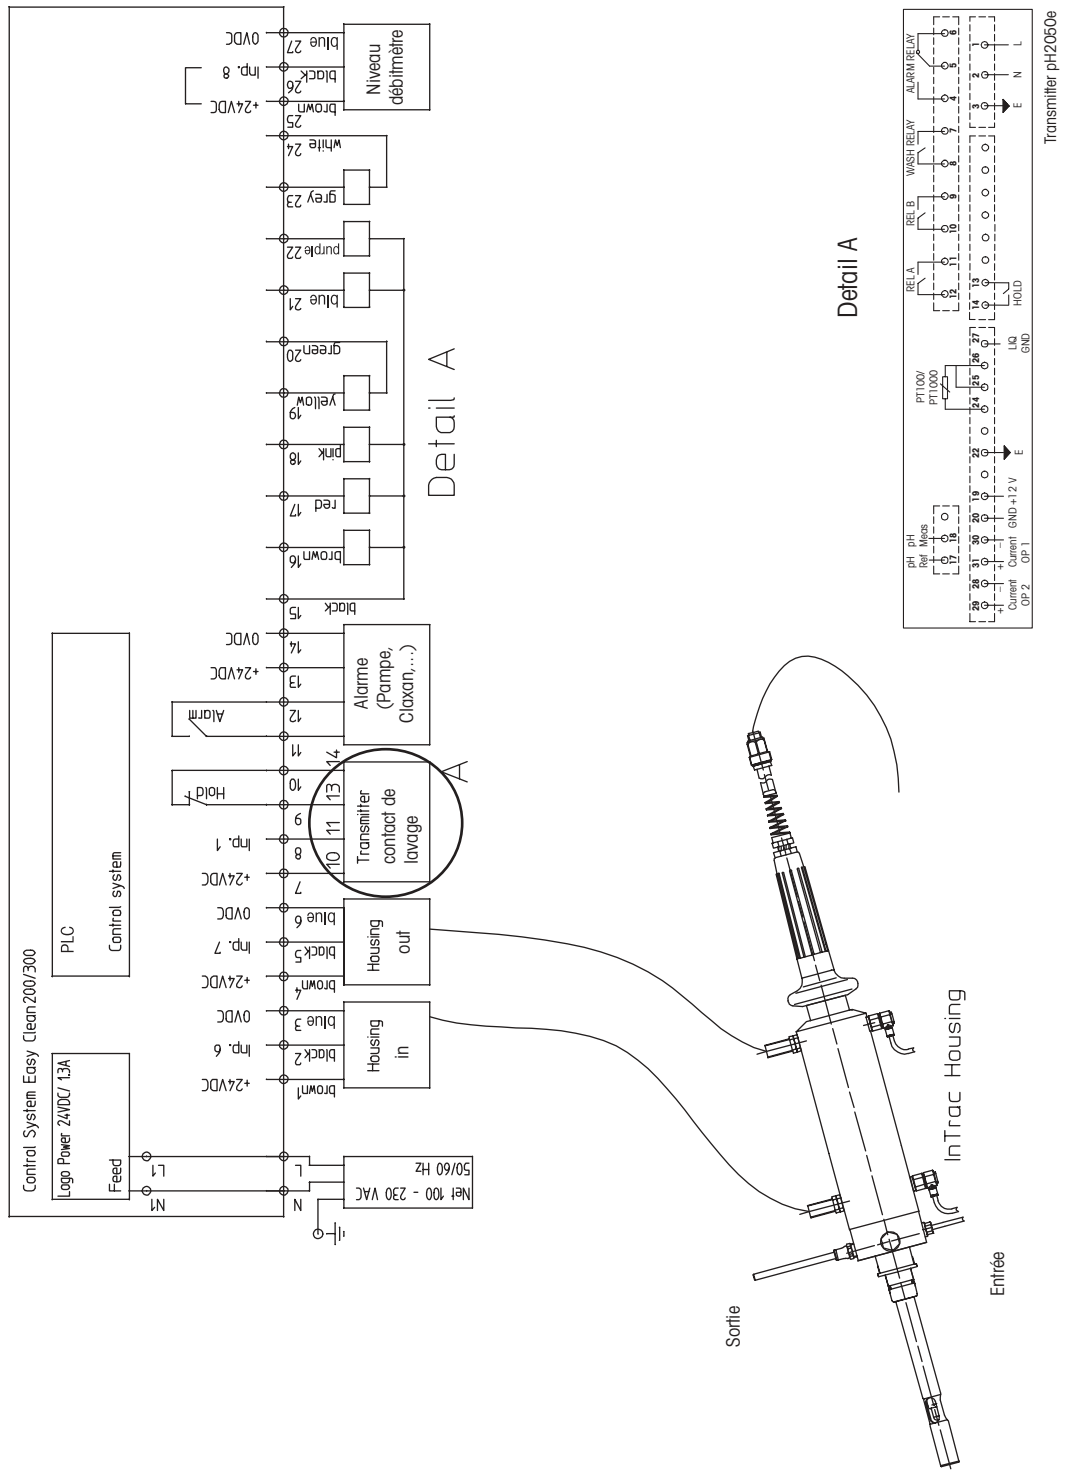 Control System Easy Clean200/300
Logo Power 24VDC/ 1.3A
Feed
PLC
Control system
N1
L1
N
L
Net 100 - 230 VAC
50/60 Hz
+24VDC
Inp. 6
0VDC
brown1
black2
blue 3
Housing
in
+24VDC
Inp. 7
0VDC
brown4
black5
blue 6
Housing
out
+24VDC
Inp. 1
Hold
7
8
9
10
10 11 13 14
Transmitter
contact de
lavage
A
Alarm
+24VDC
0VDC
11
12
13
14
Alarme
(Pampe,
Claxan,...)
15 black
16 brown
17 red
18 pink
19 yellow
20 green
21 blue
22 purple
23 grey
24 white
25 brown
26 black
27 blue
+24VDC
Inp. 8
0VDC
Niveau
débitmètre
Detail A
Sortie
Entrée
InTrac Housing
Detail A
pH Ref
pH Meas
17 18
PT100/
PT1000
REL A
REL B
WASH RELAY
ALARM RELAY
12 11 10 9 8 7 4 5 6
29 28 31 30 20 19 22 24 25 26 27
14 13 3 2 1
+ -
Current
OP 2
+ -
Current
OP 1
GND
+12 V
E
LIQ
GND
HOLD
E
N
L
Transmitter pH2050e